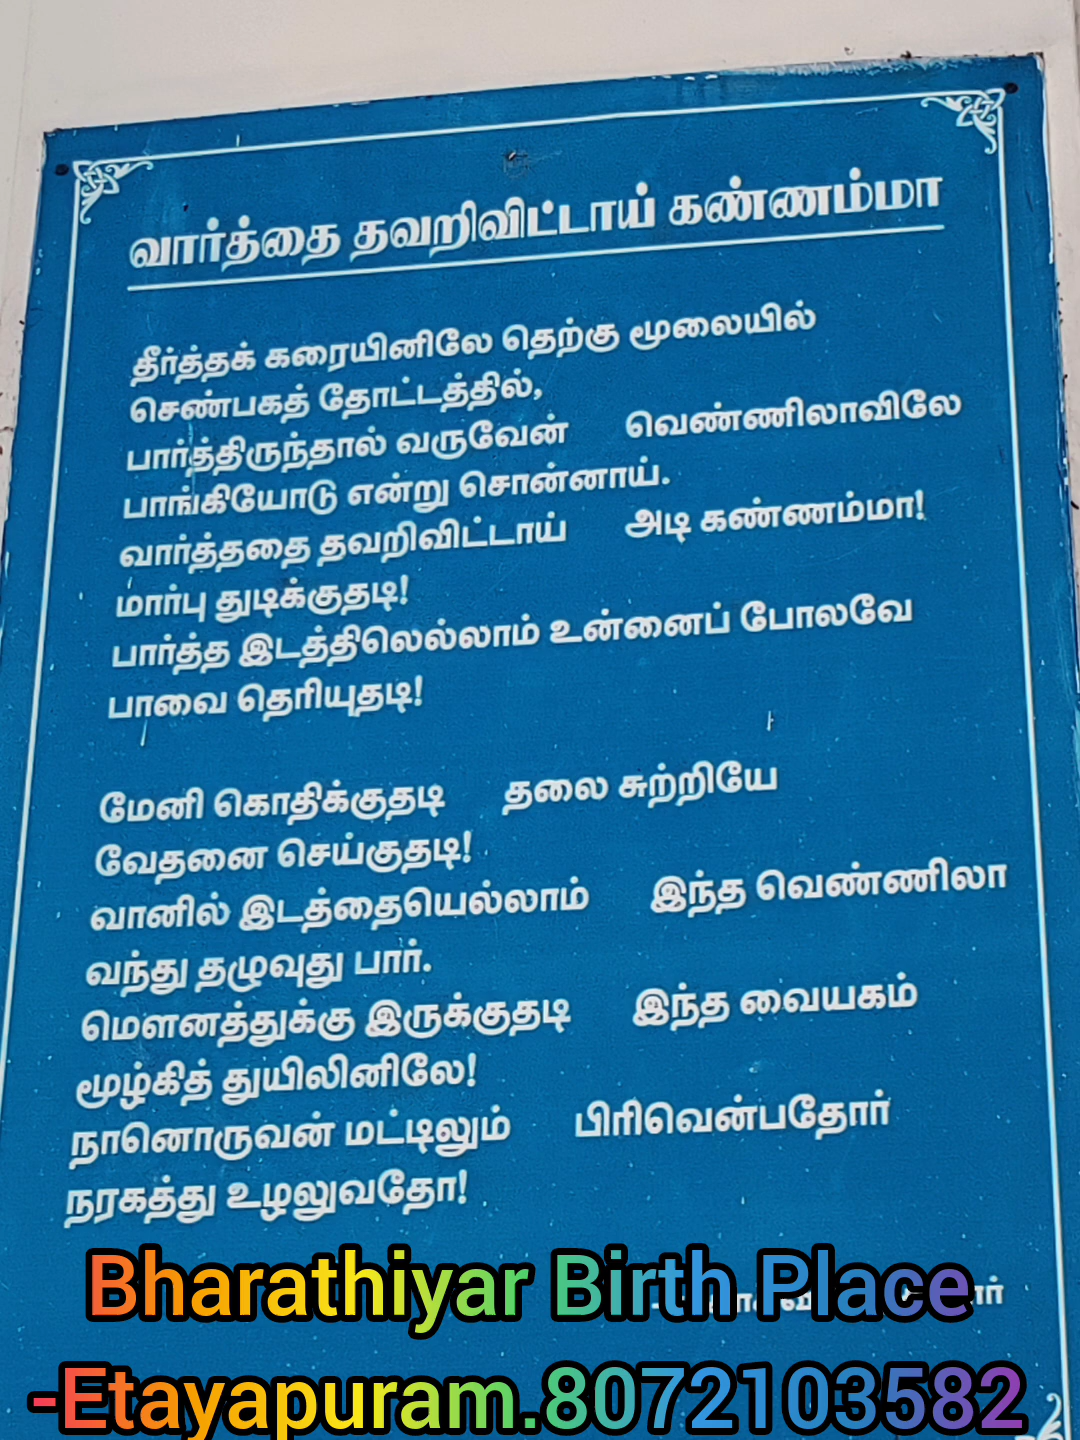 வார்த்தை தவறிவிட்டாய் கண்ணம்மா
தீர்த்தக் கரையினிலே தெற்கு மூலையில்
செண்பகத் தோட்டத்தில்,
பார்த்திருந்தால் வருவேன் வெண்ணிலாவிலே
பாங்கியோடு என்று சொன்னாய்.
வார்த்ததை தவறிவிட்டாய் அடி கண்ணம்மா!
மார்பு துடிக்குதடி!
பார்த்த இடத்திலெல்லாம் உன்னைப் போலவே
பாவை தெரியுதடி!
மேனி கொதிக்குதடி தலை சுற்றியே
வேதனை செய்குதடி!
வானில் இடத்தையெல்லாம் இந்த வெண்ணிலா
வந்து தழுவுது பார்.
மௌனத்துக்கு இருக்குதடி இந்த வையகம்
மூழ்கித் துயிலினிலே!
நானொருவன் மட்டிலும் பிரிவென்பதோர்
நரகத்து உழலுவதோ!
Bharathiyar Birth Place
-Etayapuram.8072103582